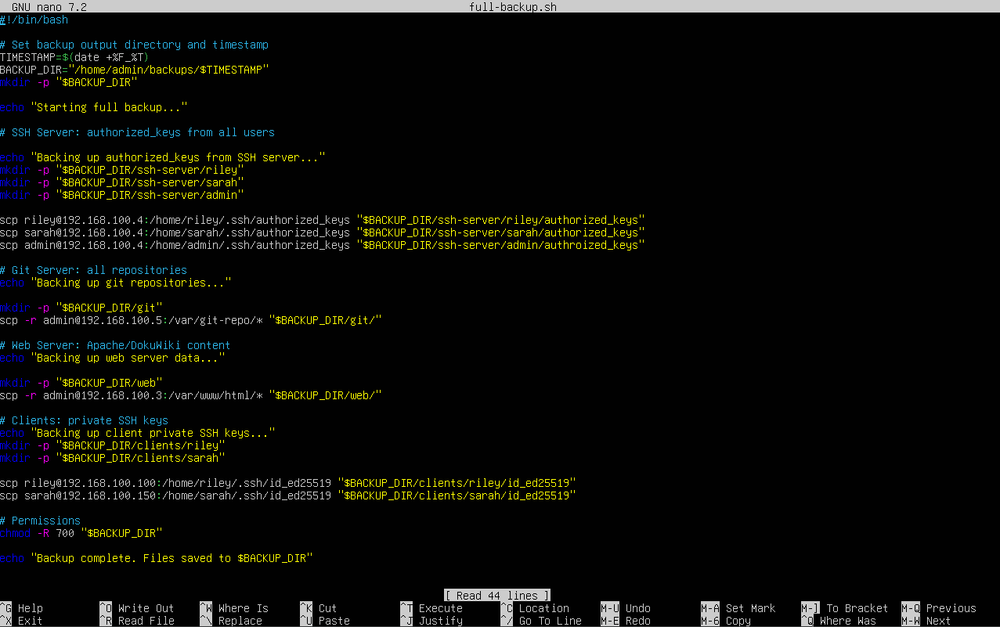 GNU nano 7.2 full-backup.sh
#!/bin/bash
# Set backup output directory and timestamp
TIMESTAMP=$(date +%F_%T)
BACKUP_DIR="/home/admin/backups/$TIMESTAMP"
mkdir -p "$BACKUP_DIR"
echo "Starting full backup..."
# SSH Server: authorized_keys from all users
echo "Backing up authorized_keys from SSH server..."
mkdir -p "$BACKUP_DIR/ssh-server/riley"
mkdir -p "$BACKUP_DIR/ssh-server/sarah"
mkdir -p "$BACKUP_DIR/ssh-server/admin"
scp riley@192.168.100.4:/home/riley/.ssh/authorized_keys "$BACKUP_DIR/ssh-server/riley/authorized_keys"
scp sarah@192.168.100.4:/home/sarah/.ssh/authorized_keys "$BACKUP_DIR/ssh-server/sarah/authorized_keys"
scp admin@192.168.100.4:/home/admin/.ssh/authorized_keys "$BACKUP_DIR/ssh-server/admin/authroized_keys"
# Git Server: all repositories
echo "Backing up git repositories..."
mkdir -p "$BACKUP_DIR/git"
scp -r admin@192.168.100.5:/var/git-repo/* "$BACKUP_DIR/git/"
# Web Server: Apache/DokuWiki content
echo "Backing up web server data..."
mkdir -p "$BACKUP_DIR/web"
scp -r admin@192.168.100.3:/var/www/html/* "$BACKUP_DIR/web/"
# Clients: private SSH keys
echo "Backing up client private SSH keys..."
mkdir -p "$BACKUP_DIR/clients/riley"
mkdir -p "$BACKUP_DIR/clients/sarah"
scp riley@192.168.100.100:/home/riley/.ssh/id_ed25519 "$BACKUP_DIR/clients/riley/id_ed25519"
scp sarah@192.168.100.150:/home/sarah/.ssh/id_ed25519 "$BACKUP_DIR/clients/sarah/id_ed25519"
# Permissions
chmod -R 700 "$BACKUP_DIR"
echo "Backup complete. Files saved to $BACKUP_DIR"
[ Read 44 lines ]
^G Help ^O Write Out ^W Where Is ^K Cut ^T Execute ^C Location M-U Undo M-A Set Mark M-] To Bracket M-Q Previous
^X Exit ^R Read File ^\ Replace ^U Paste ^J Justify ^/ Go To Line M-E Redo M-6 Copy ^Q Where Was M-W Next